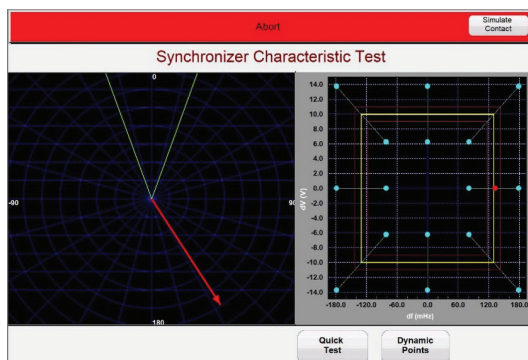 Abort
Simulate
Contact
Synchronizer Characteristic Test
0
-90
90
180
dV (V)
14.0
12.0
10.0
8.0
6.0
4.0
2.0
0.0
-2.0
-4.0
-6.0
-8.0
-10.0
-12.0
-14.0
-180.0
-120.0
-60.0
0.0
60.0
120.0
180.0
df (mHz)
Quick
Test
Dynamic
Points